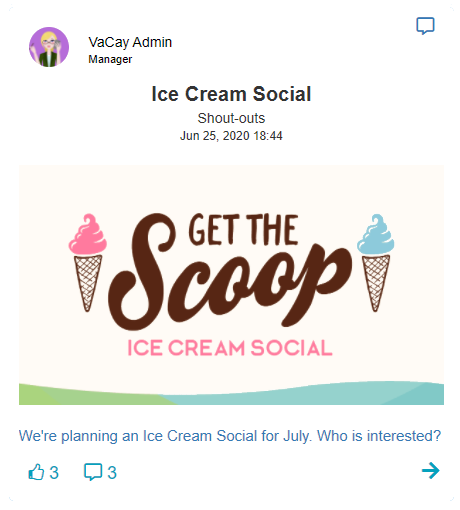 VaCay Admin
Manager
Ice Cream Social
Shout-outs
Jun 25, 2020 18:44
GET THE
Scoop
ICE CREAM SOCIAL
We're planning an Ice Cream Social for July. Who is interested?
3 3